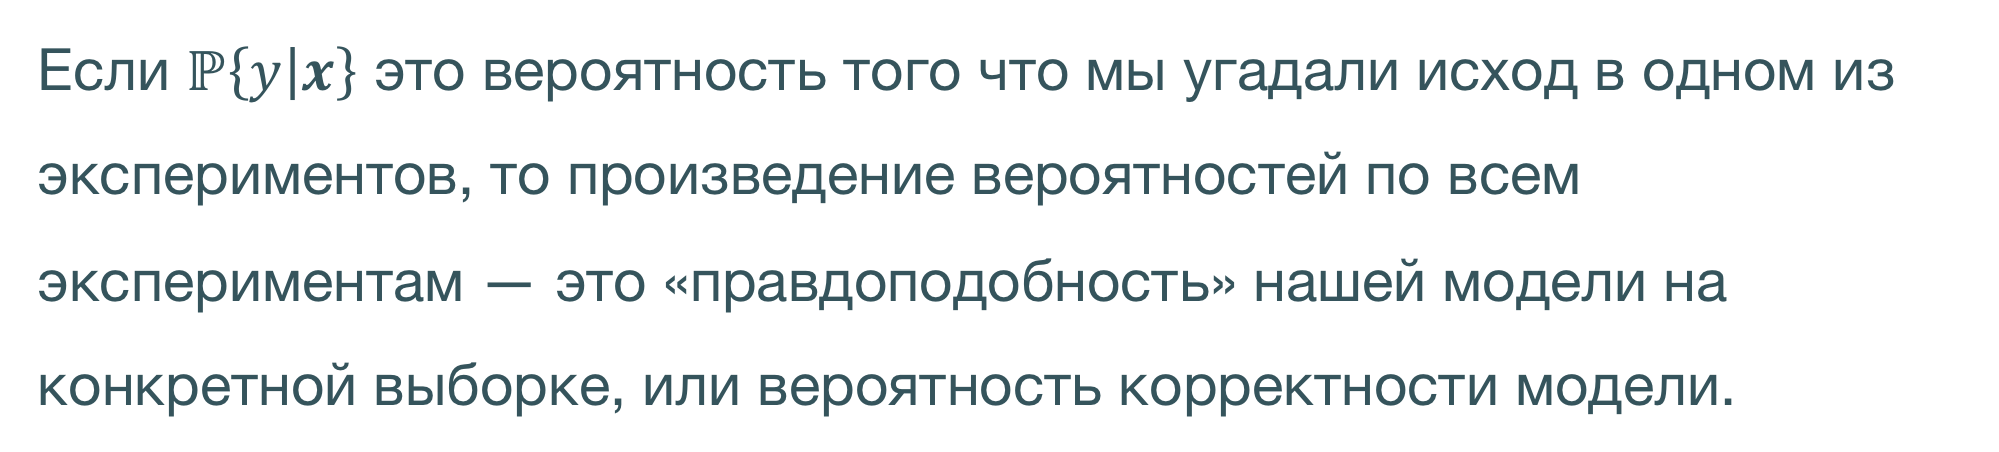 Если ℙ{y|x} это вероятность того что мы угадали исход в одном из
экспериментов, то произведение вероятностей по всем
экспериментам — это «правдоподобность» нашей модели на
конкретной выборке, или вероятность корректности модели.